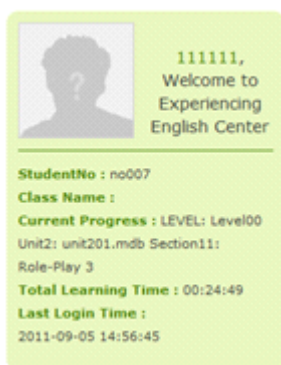 ?
111111,
Welcome to
Experiencing
English Center
StudentNo : no007
Class Name :
Current Progress : LEVEL: Level00
Unit2: unit201.mdb Section11:
Role-Play 3
Total Learning Time : 00:24:49
Last Login Time :
2011-09-05 14:56:45